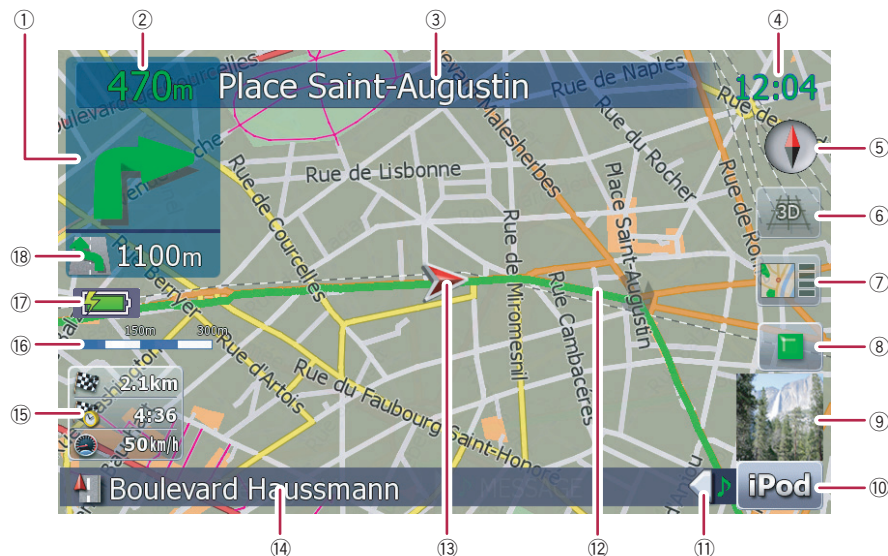 ① ② ③ ④
470m Place Saint-Augustin
12:04
Rue de Naples
Malesherbes
Rue du Rocher
Rue de Lisbonne
Rue de Courcelles
Place Saint-Augustin
Rue de Miromesnil
Rue Cambacérès
⑤
3D
⑥
⑱ 1100m
⑰
⑦
150m 300m
⑯
⑧
Rue d'Artois
Rue du Faubourg Saint-Honoré
⑮
2.1km
4:36
50km/h
⑨
Boulevard Haussmann
MESSAGE
iPod
⑩
⑭ ⑬ ⑫ ⑪
①